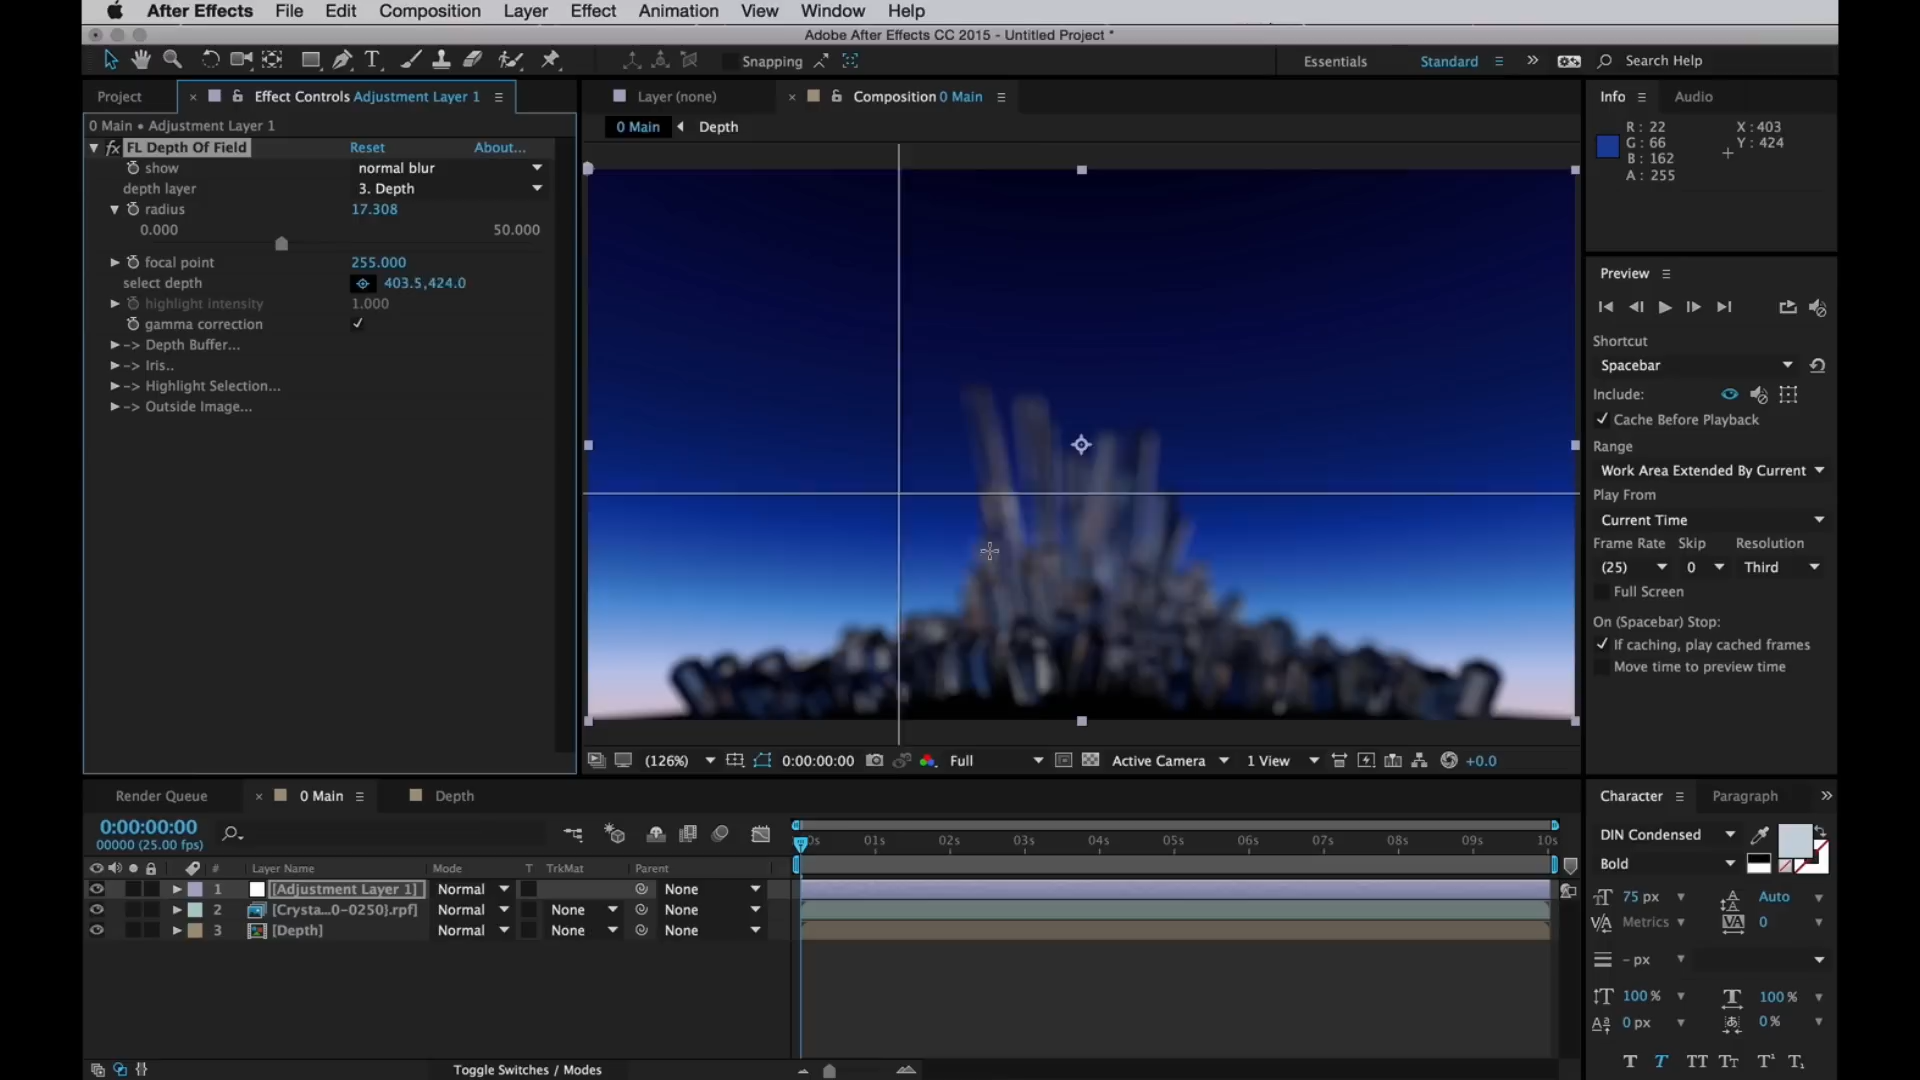 After Effects File Edit Composition Layer Effect Animation View Window Help
Adobe After Effects CC 2015 - Untitled Project *
Snapping Essentials Standard Search Help
Project Effect Controls Adjustment Layer 1
0 Main • Adjustment Layer 1
fx FL Depth Of Field Reset About...
show normal blur
depth layer 3. Depth
radius 17.308
0.000 50.000
focal point 255.000
select depth 403.5,424.0
highlight intensity 1.000
gamma correction
-> Depth Buffer...
-> Iris..
-> Highlight Selection...
-> Outside Image...
Layer (none) Composition 0 Main
0 Main Depth
(126%) 0:00:00:00 Full Active Camera 1 View +0.0
Info Audio
R : 22 X : 403
G : 66 Y : 424
B : 162
A : 255
Preview
Shortcut
Spacebar
Include:
Cache Before Playback
Range
Work Area Extended By Current
Play From
Current Time
Frame Rate Skip Resolution
(25) 0 Third
Full Screen
On (Spacebar) Stop:
If caching, play cached frames
Move time to preview time
Render Queue 0 Main Depth
0:00:00:00
00000 (25.00 fps)
0s 01s 02s 03s 04s 05s 06s 07s 08s 09s 10s
# Layer Name Mode T TrkMat Parent
1 [Adjustment Layer 1] Normal None
2 [Crysta...0-0250}.rpf] Normal None None
3 [Depth] Normal None None
Toggle Switches / Modes
Character Paragraph
DIN Condensed
Bold
75 px Auto
Metrics 0
- px
100 % 100 %
0 px 0 %
T T TT Tt T¹ T₁